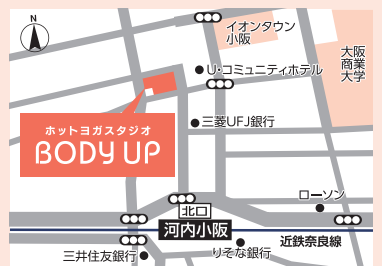 N
イオンタウン
小阪
大阪
商業
大学
U・コミュニティホテル
三菱UFJ銀行
ホットヨガスタジオ
BODY UP
ローソン
北口
河内小阪
近鉄奈良線
三井住友銀行
りそな銀行